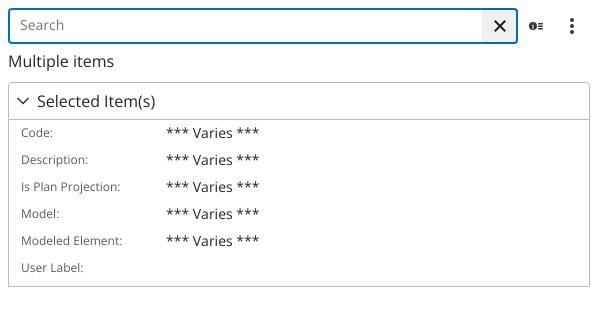 Search
Multiple items
Selected Item(s)
Code: *** Varies ***
Description: *** Varies ***
Is Plan Projection: *** Varies ***
Model: *** Varies ***
Modeled Element: *** Varies ***
User Label: